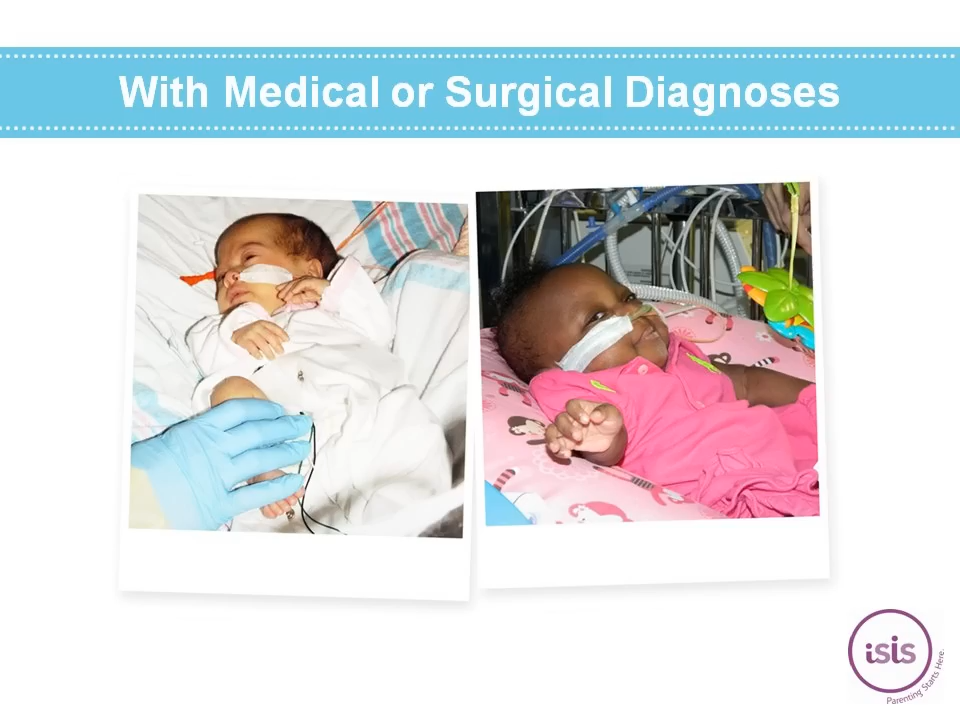 With Medical or Surgical Diagnoses
isis
Parenting Starts Here.